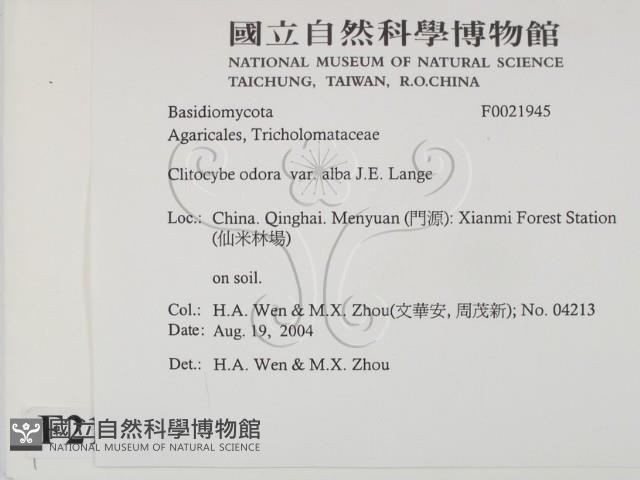 國立自然科學博物館
NATIONAL MUSEUM OF NATURAL SCIENCE
TAICHUNG, TAIWAN, R.O.CHINA
Basidiomycota F0021945
Agaricales, Tricholomataceae
Clitocybe odora var. alba J.E. Lange
Loc.: China. Qinghai. Menyuan (門源): Xianmi Forest Station
(仙米林場)
on soil.
Col.: H.A. Wen & M.X. Zhou(文華安, 周茂新); No. 04213
Date: Aug. 19, 2004
Det.: H.A. Wen & M.X. Zhou
國立自然科學博物館
NATIONAL MUSEUM OF NATURAL SCIENCE